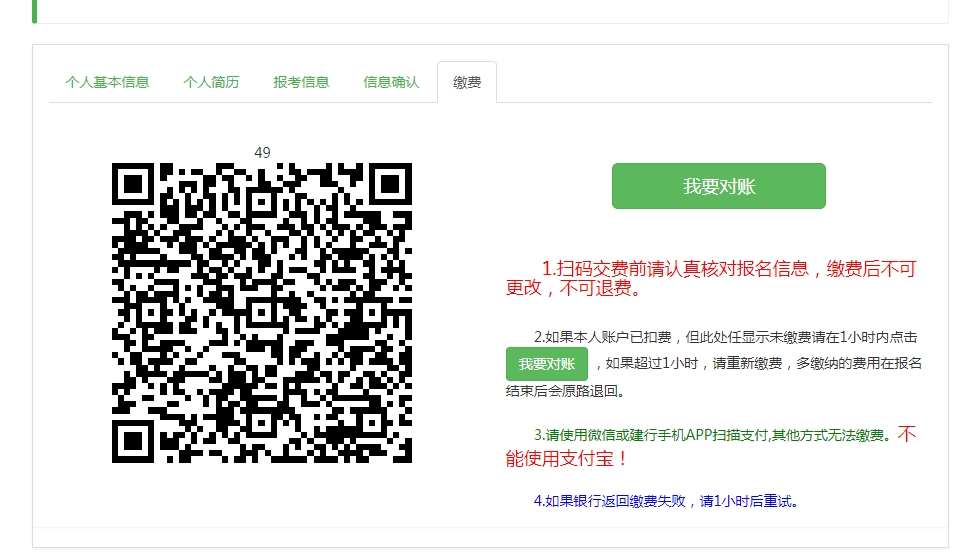 个人基本信息 个人简历 报考信息 信息确认 缴费
49
我要对账
1.扫码交费前请认真核对报名信息，缴费后不可
更改，不可退费。
2.如果本人账户已扣费，但此处任显示未缴费请在1小时内点击
我要对账 ，如果超过1小时，请重新缴费，多缴纳的费用在报名
结束后会原路退回。
3.请使用微信或建行手机APP扫描支付,其他方式无法缴费。不
能使用支付宝！
4.如果银行返回缴费失败，请1小时后重试。